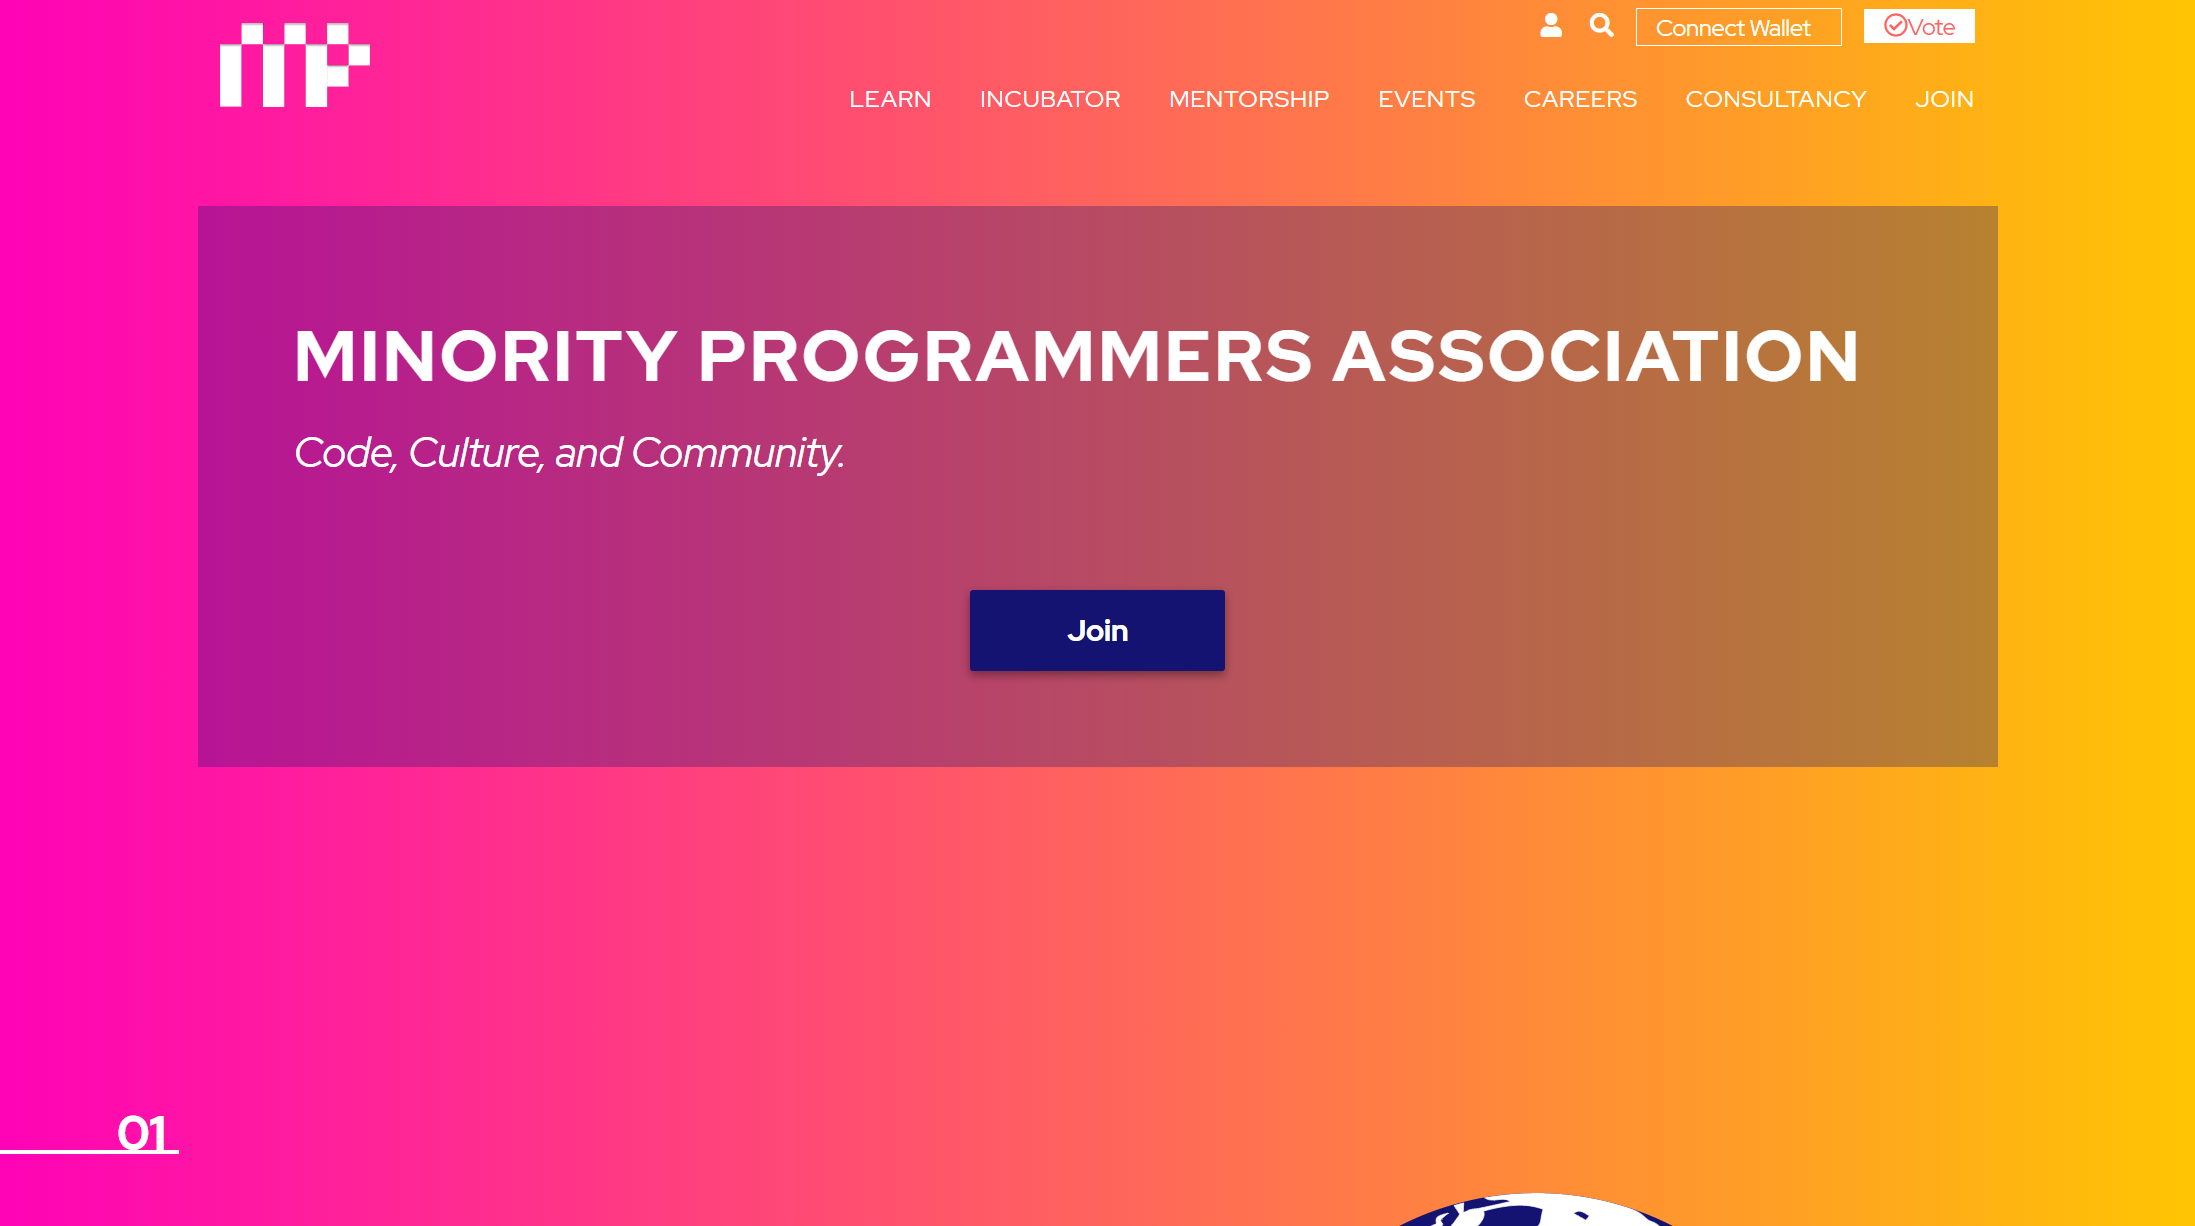 MP
Connect Wallet
Vote
LEARN INCUBATOR MENTORSHIP EVENTS CAREERS CONSULTANCY JOIN
MINORITY PROGRAMMERS ASSOCIATION
Code, Culture, and Community.
Join
01